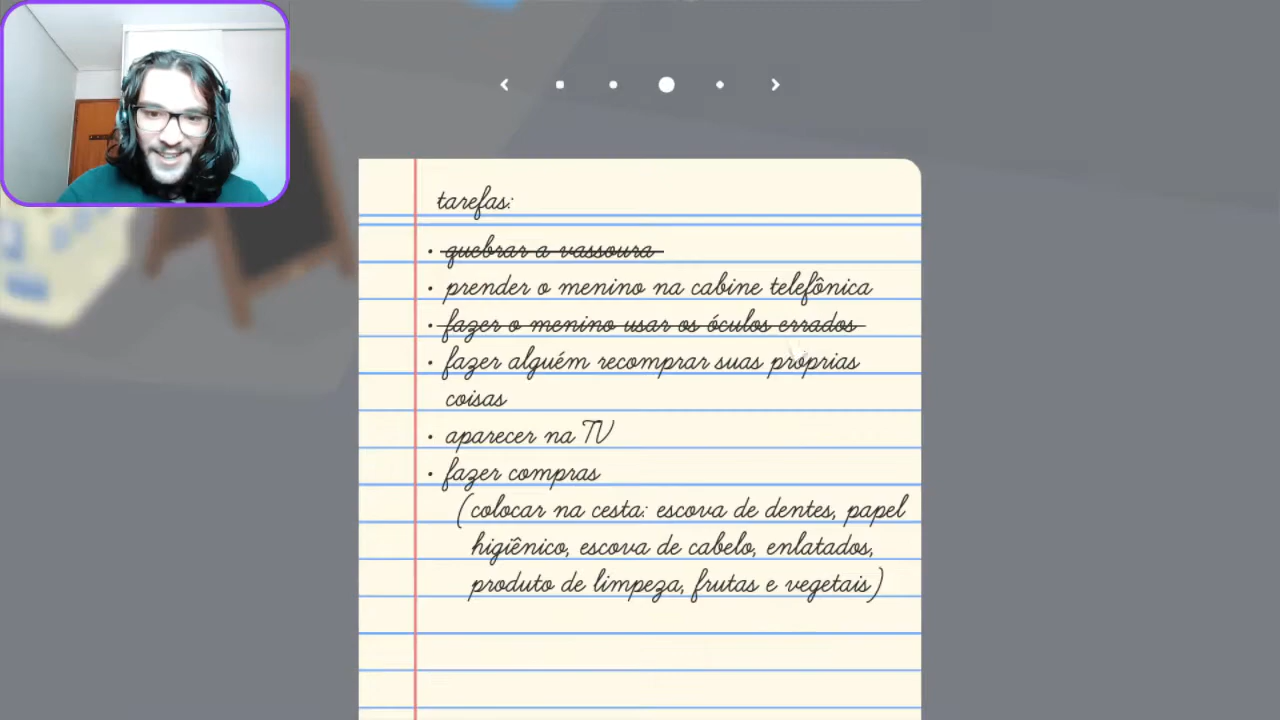 tarefas:
• quebrar a vassoura
• prender o menino na cabine telefônica
• fazer o menino usar os óculos errados
• fazer alguém recomprar suas próprias
coisas
• aparecer na TV
• fazer compras
(colocar na cesta: escova de dentes, papel
higiênico, escova de cabelo, enlatados,
produto de limpeza, frutas e vegetais)